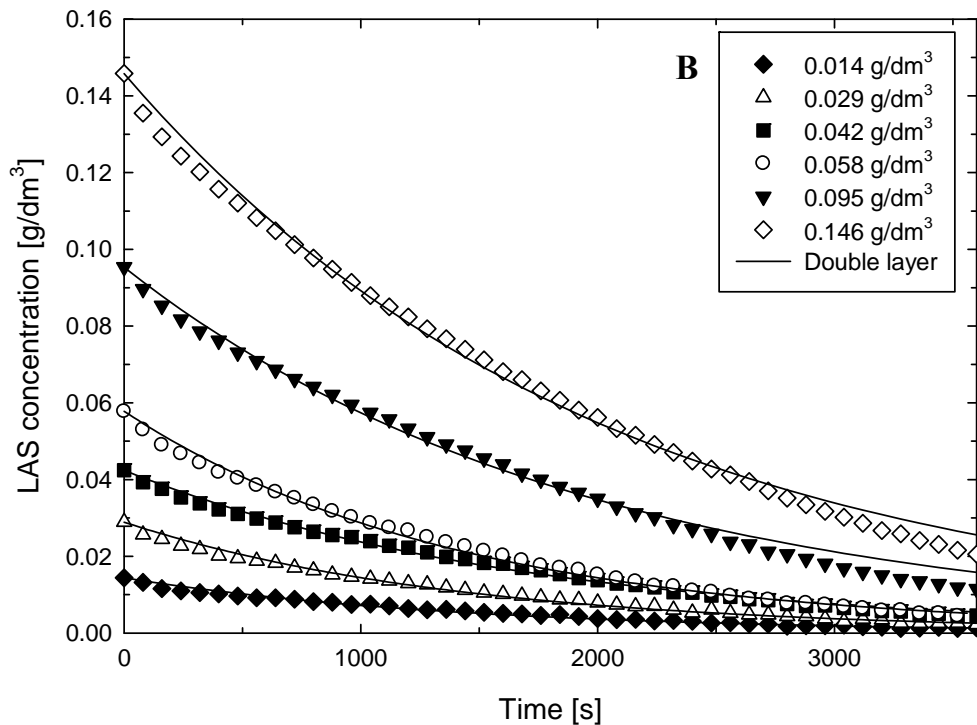 0.16
0.14
0.12
0.10
0.08
0.06
0.04
0.02
0.00
LAS concentration [g/dm³]
B
0.014 g/dm³
0.029 g/dm³
0.042 g/dm³
0.058 g/dm³
0.095 g/dm³
0.146 g/dm³
Double layer
0 1000 2000 3000
Time [s]